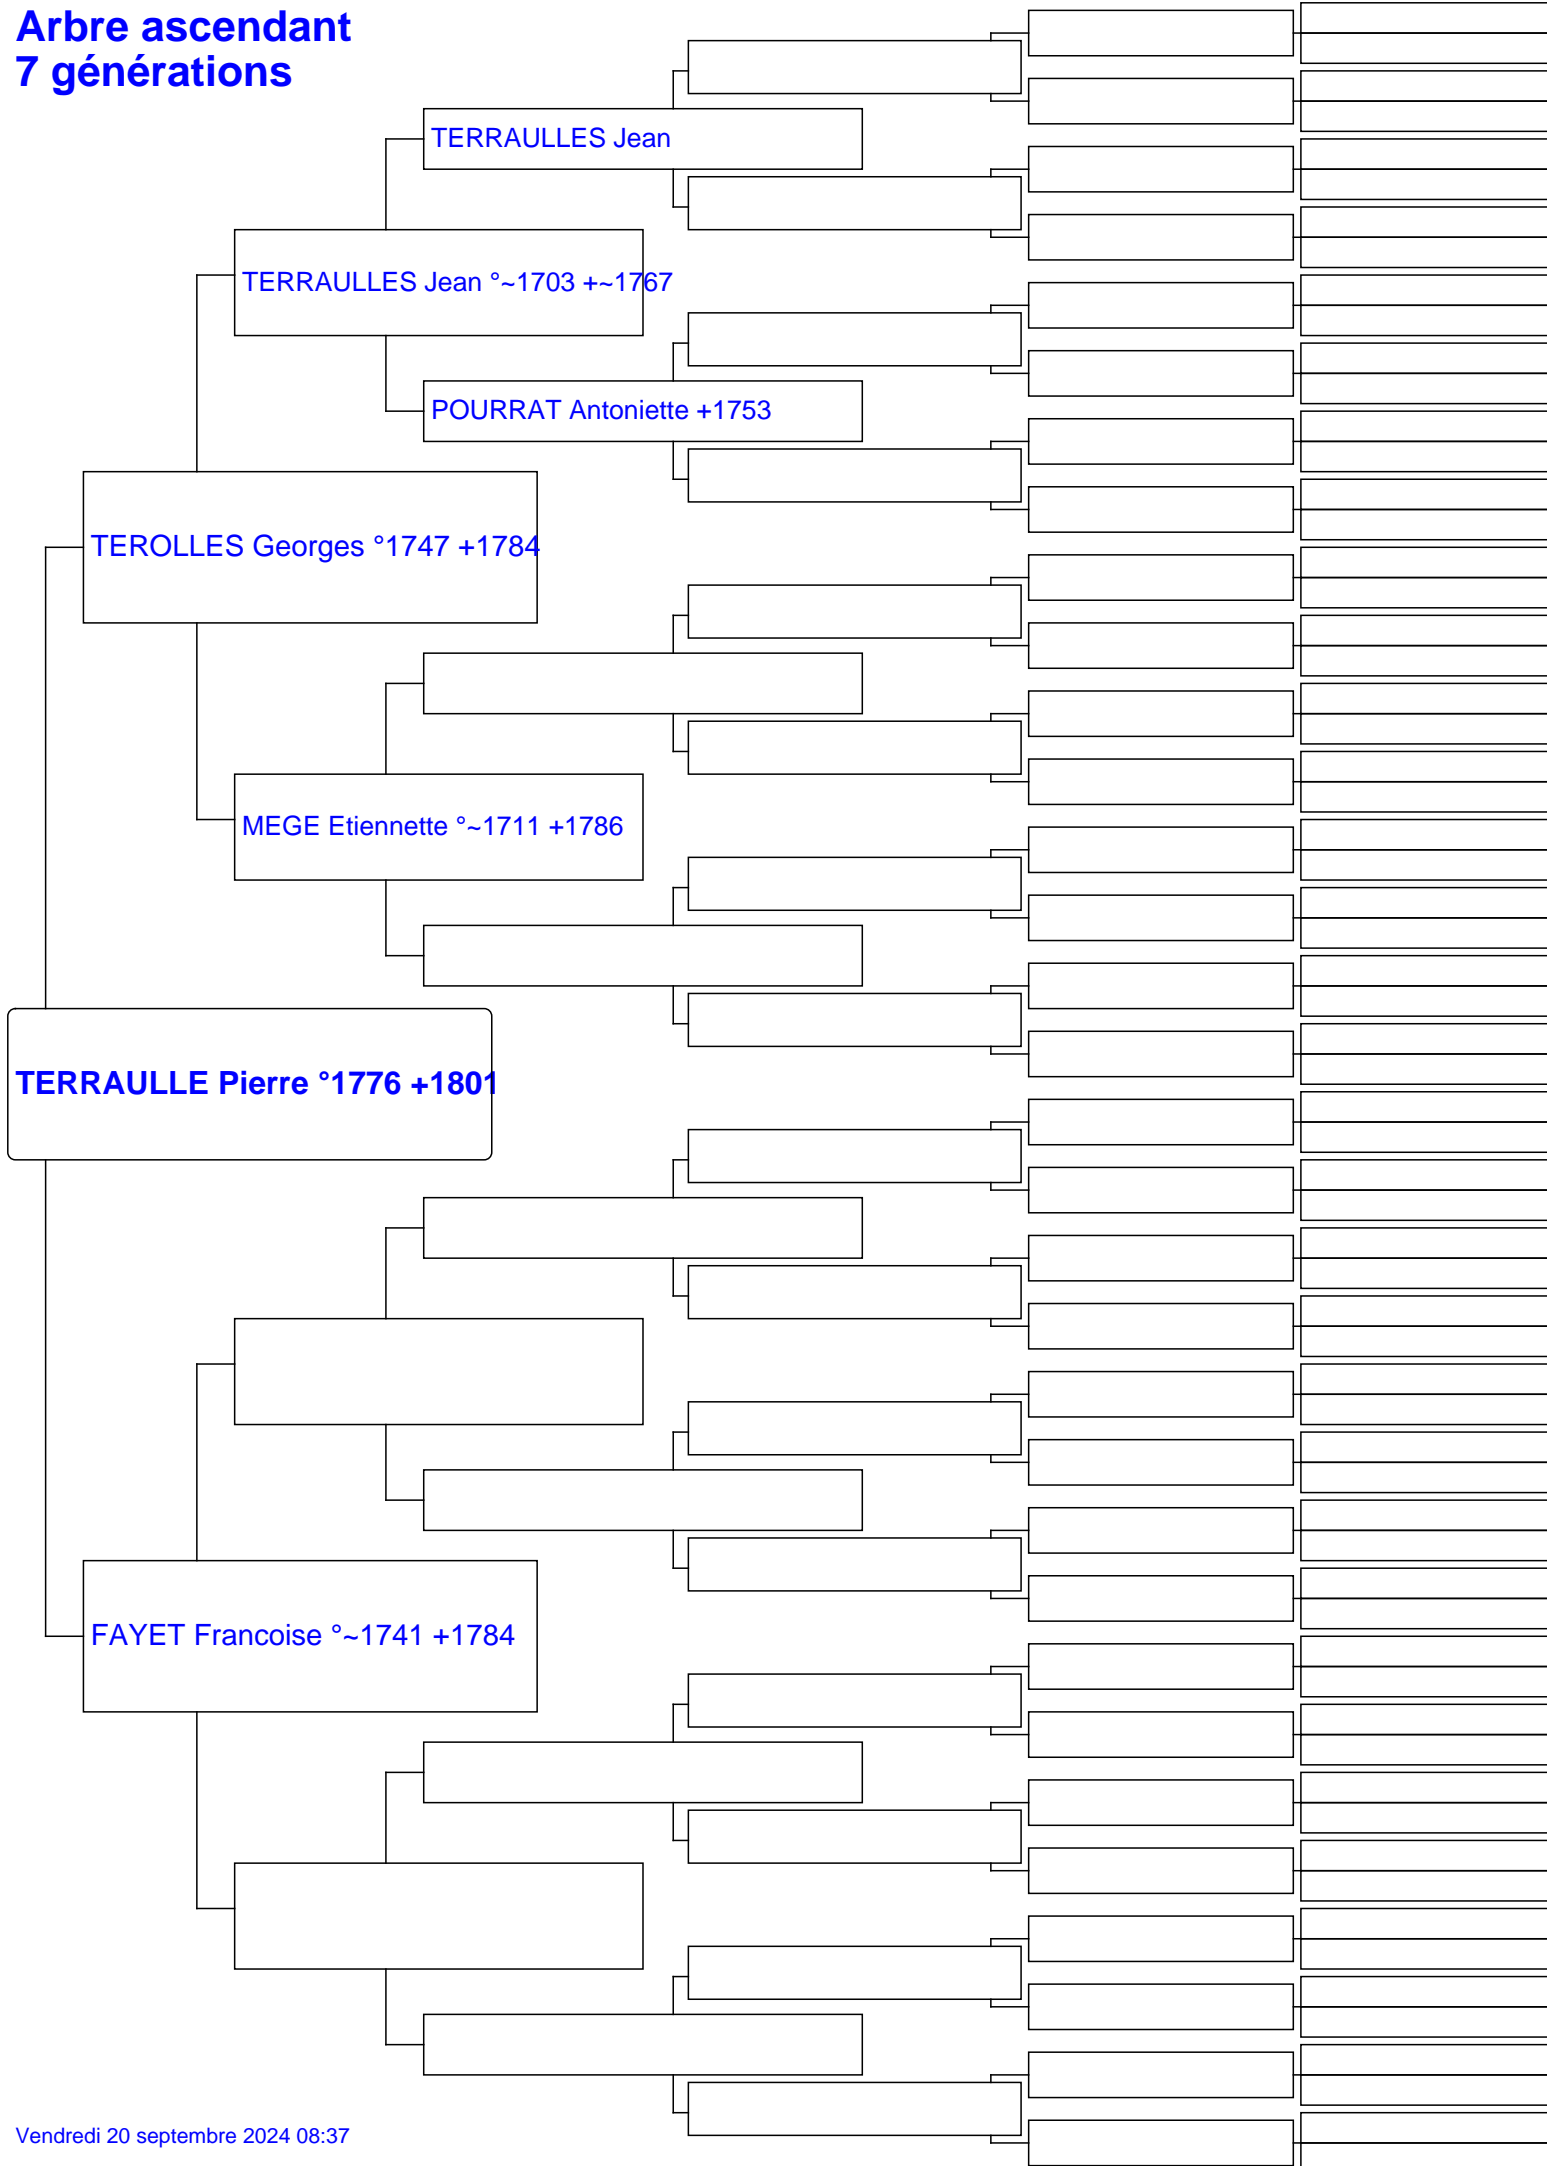 Arbre ascendant
7 générations
TERRAULLES Jean
TERRAULLES Jean °~1703 +~1767
POURRAT Antoniette +1753
TEROLLES Georges °1747 +1784
MEGE Etiennette °~1711 +1786
TERRAULLE Pierre °1776 +1801
FAYET Francoise °~1741 +1784
Vendredi 20 septembre 2024 08:37